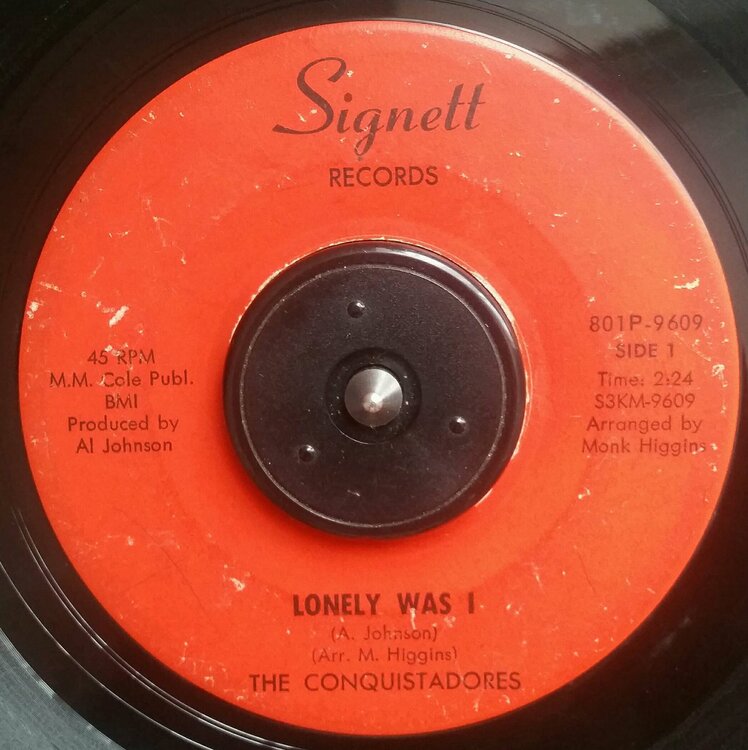 Signett
RECORDS
45 RPM
M.M. Cole Publ.
BMI
Produced by
Al Johnson
801P-9609
SIDE 1
Time: 2:24
S3KM-9609
Arranged by
Monk Higgins
LONELY WAS I
(A. Johnson)
(Arr. M. Higgins)
THE CONQUISTADORES